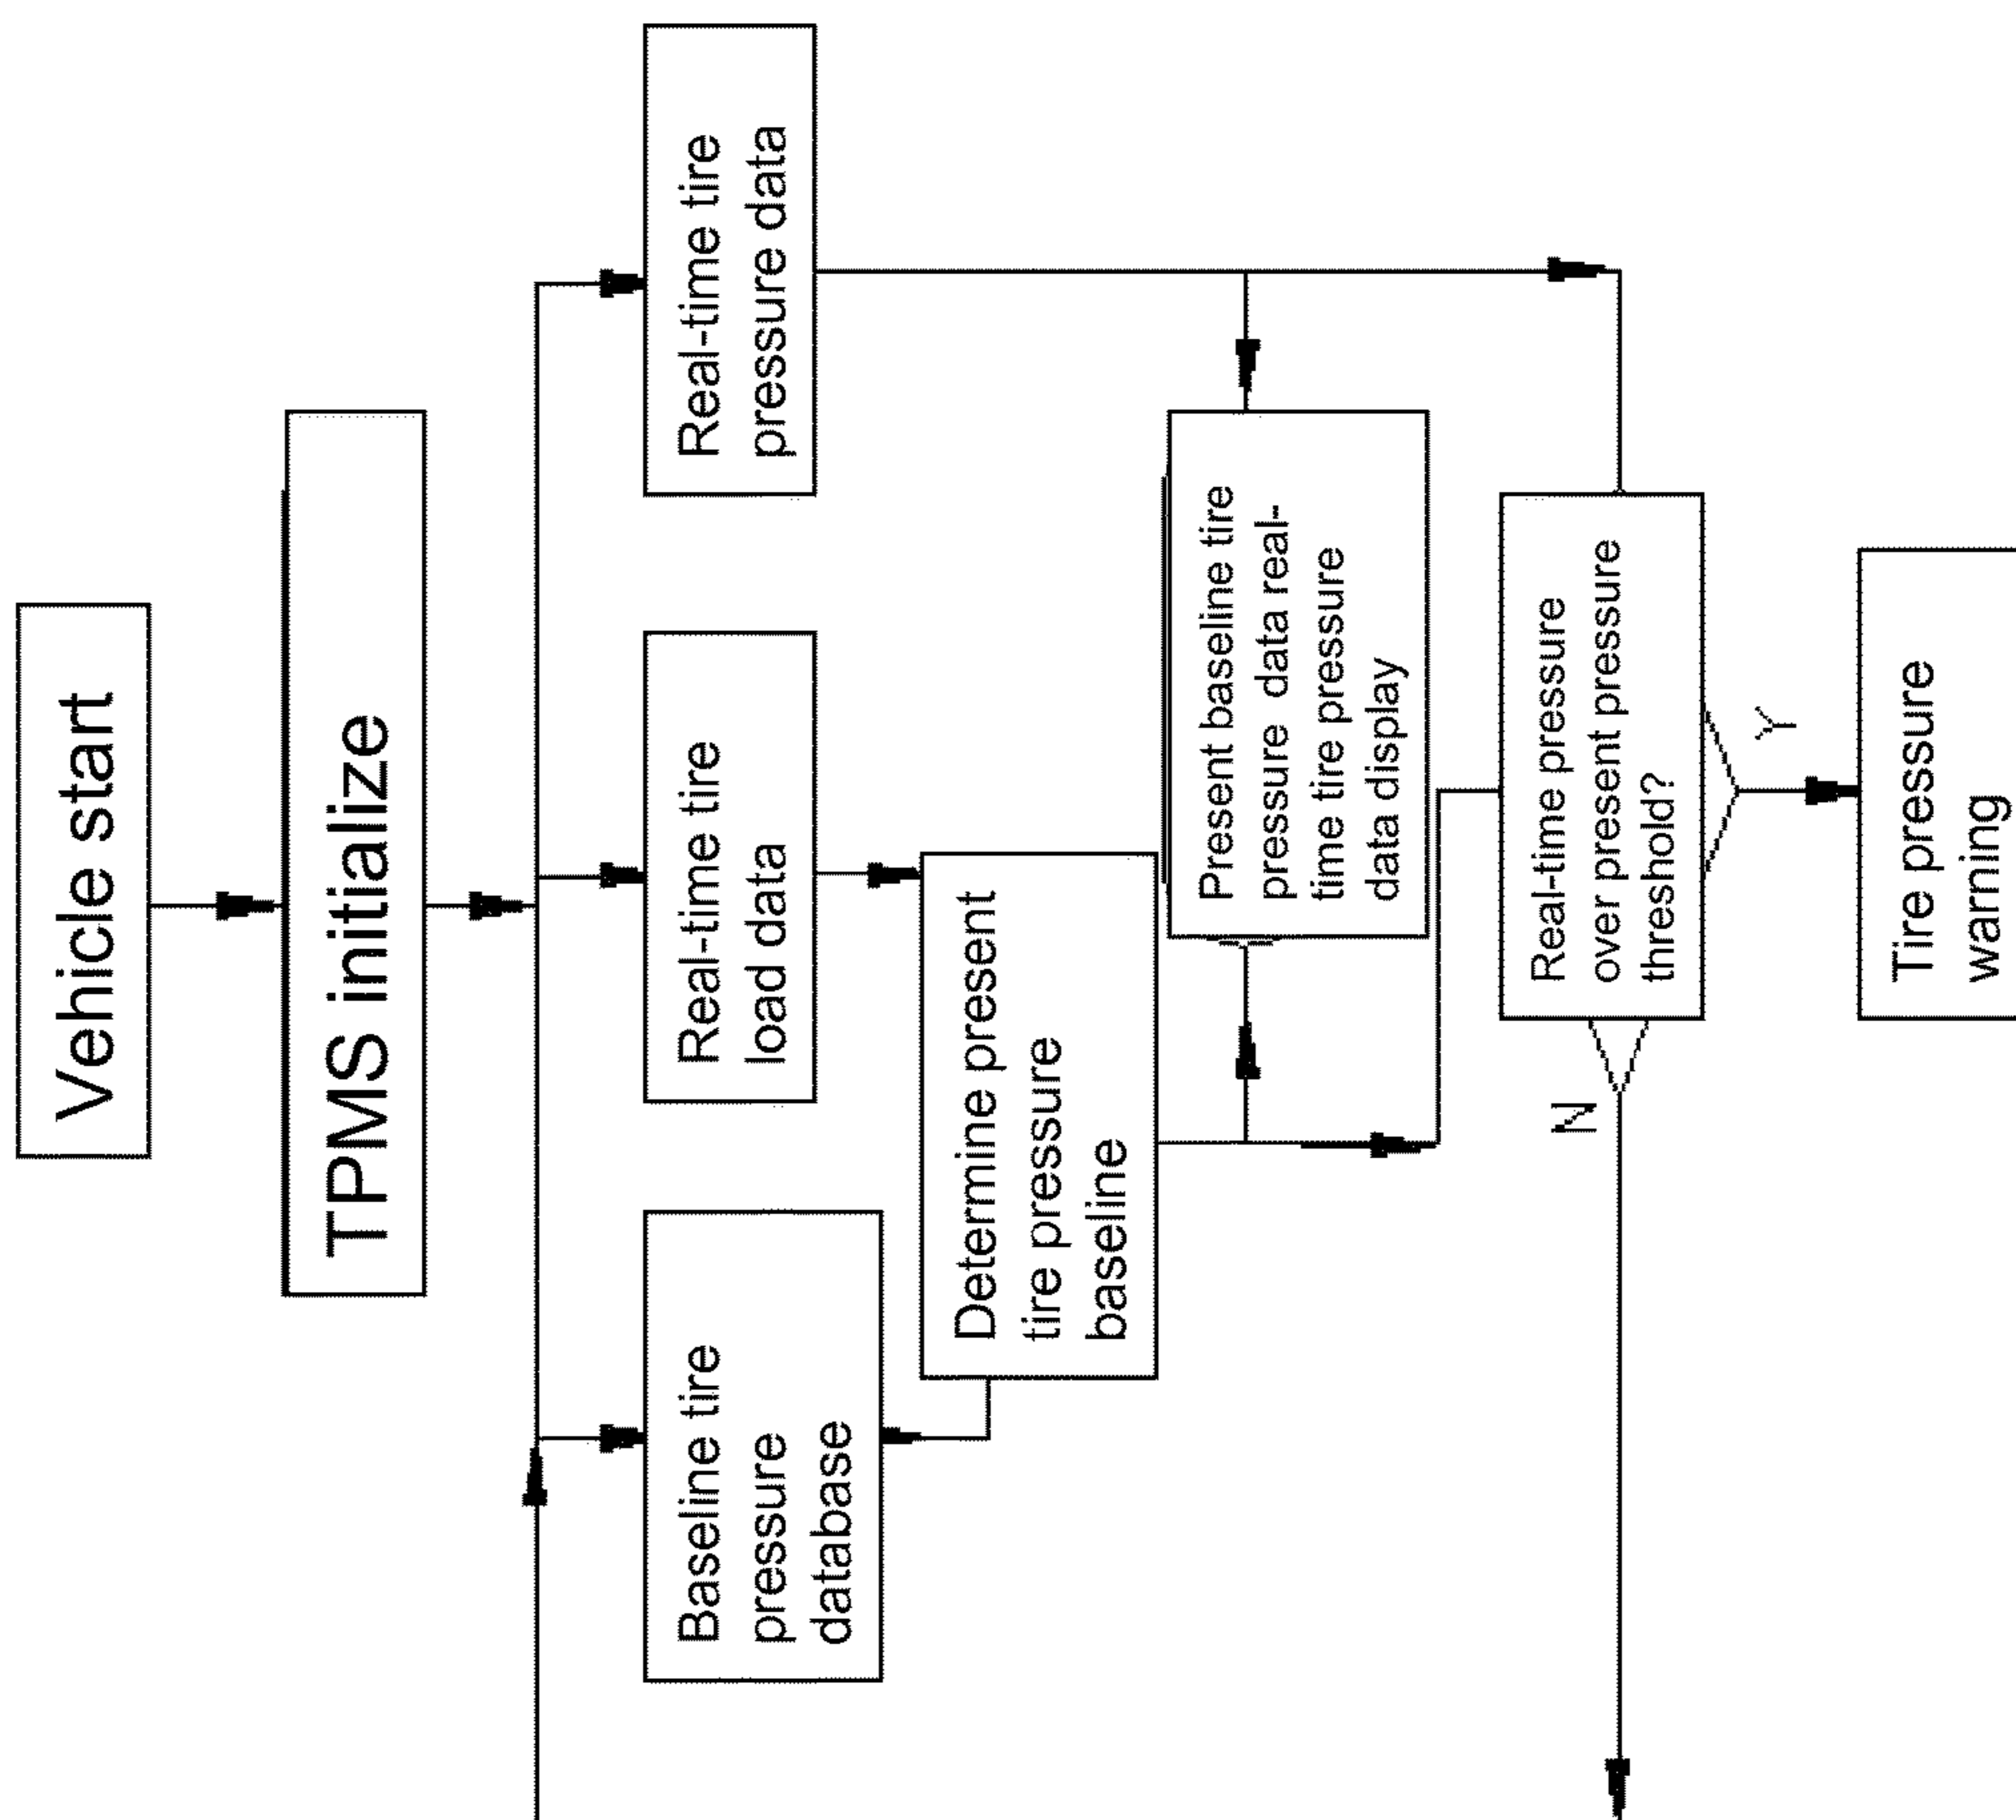 Vehicle start
TPMS initialize
Baseline tire
pressure
database
Real-time tire
load data
Real-time tire
pressure data
Determine present
tire pressure
baseline
Present baseline tire
pressure data real-
time tire pressure
data display
Real-time pressure
over present pressure
threshold?
N
Y
Tire pressure
warning